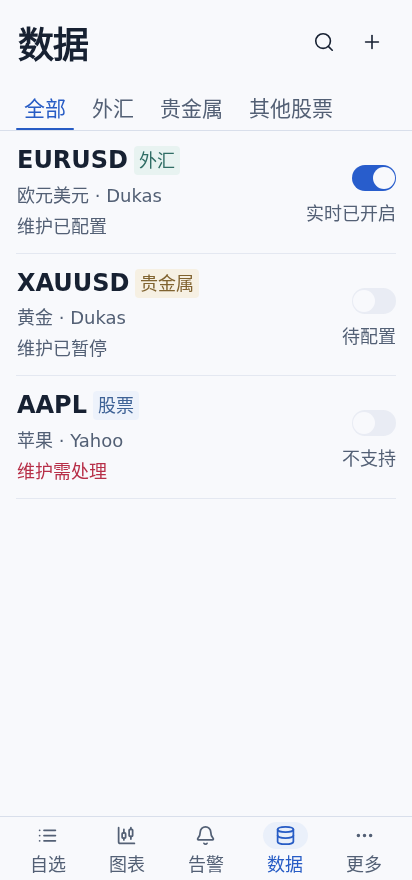 数据
全部 外汇 贵金属 其他股票
EURUSD 外汇
欧元美元 · Dukas
维护已配置
实时已开启
XAUUSD 贵金属
黄金 · Dukas
维护已暂停
待配置
AAPL 股票
苹果 · Yahoo
维护需处理
不支持
自选 图表 告警 数据 更多